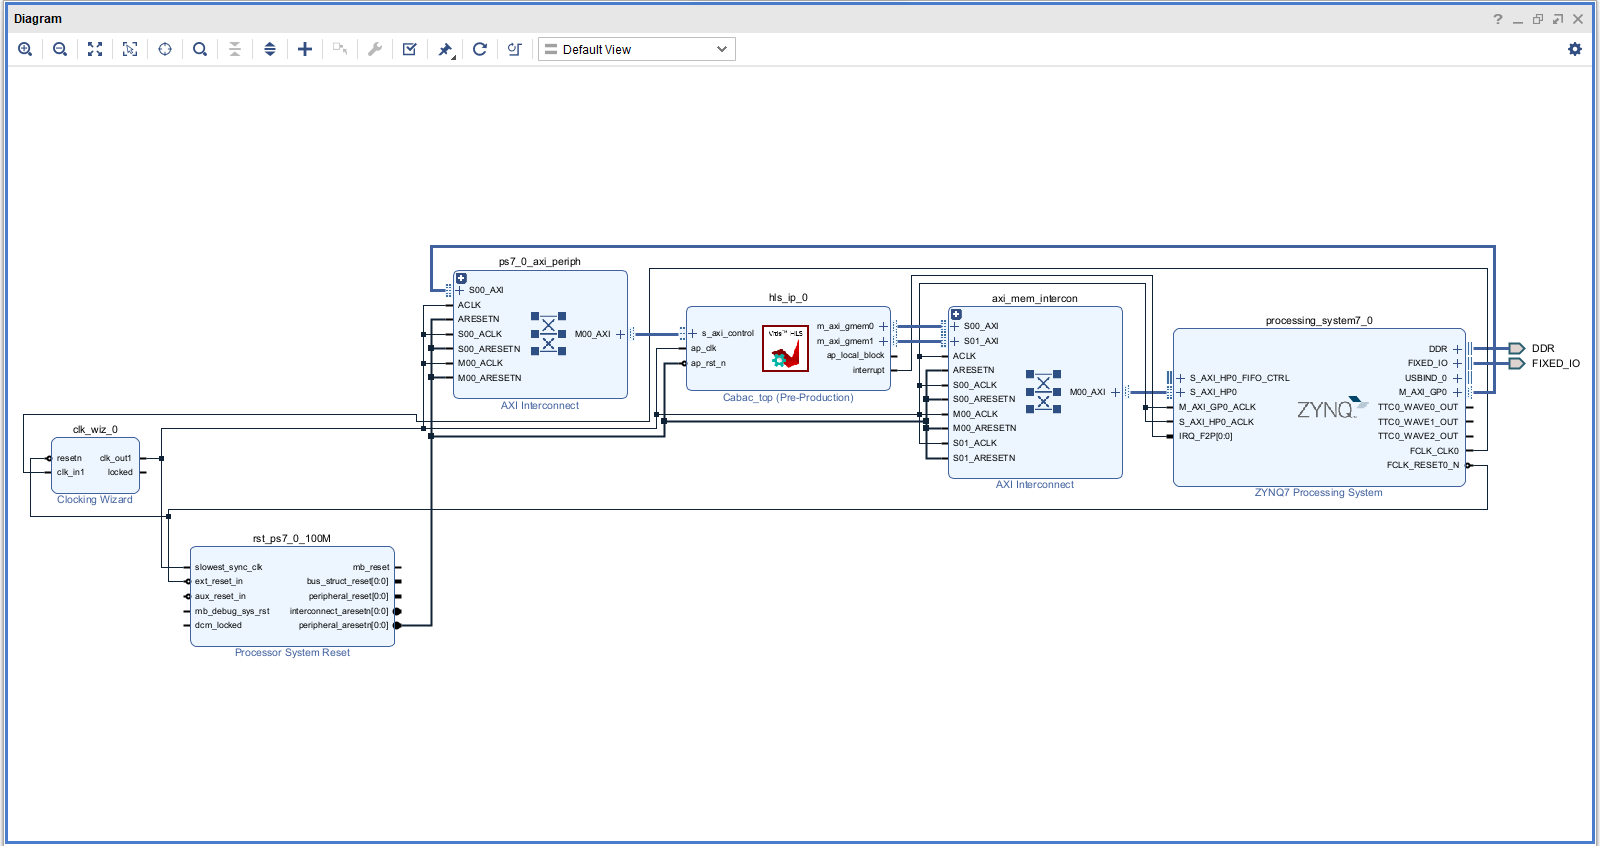 Diagram
Default View
ps7_0_axi_periph
S00_AXI
ACLK
ARESETN
S00_ACLK
S00_ARESETN
M00_ACLK
M00_ARESETN
M00_AXI
AXI Interconnect
hls_ip_0
s_axi_control
ap_clk
ap_rst_n
Vitis™ HLS
m_axi_gmem0
m_axi_gmem1
ap_local_block
interrupt
Cabac_top (Pre-Production)
axi_mem_intercon
S00_AXI
S01_AXI
ACLK
ARESETN
S00_ACLK
S00_ARESETN
M00_ACLK
M00_ARESETN
S01_ACLK
S01_ARESETN
M00_AXI
AXI Interconnect
processing_system7_0
S_AXI_HP0_FIFO_CTRL
S_AXI_HP0
M_AXI_GP0_ACLK
S_AXI_HP0_ACLK
IRQ_F2P[0:0]
ZYNQ
DDR
FIXED_IO
USBIND_0
M_AXI_GP0
TTC0_WAVE0_OUT
TTC0_WAVE1_OUT
TTC0_WAVE2_OUT
FCLK_CLK0
FCLK_RESET0_N
ZYNQ7 Processing System
DDR
FIXED_IO
clk_wiz_0
resetn
clk_in1
clk_out1
locked
Clocking Wizard
rst_ps7_0_100M
slowest_sync_clk
ext_reset_in
aux_reset_in
mb_debug_sys_rst
dcm_locked
mb_reset
bus_struct_reset[0:0]
peripheral_reset[0:0]
interconnect_aresetn[0:0]
peripheral_aresetn[0:0]
Processor System Reset